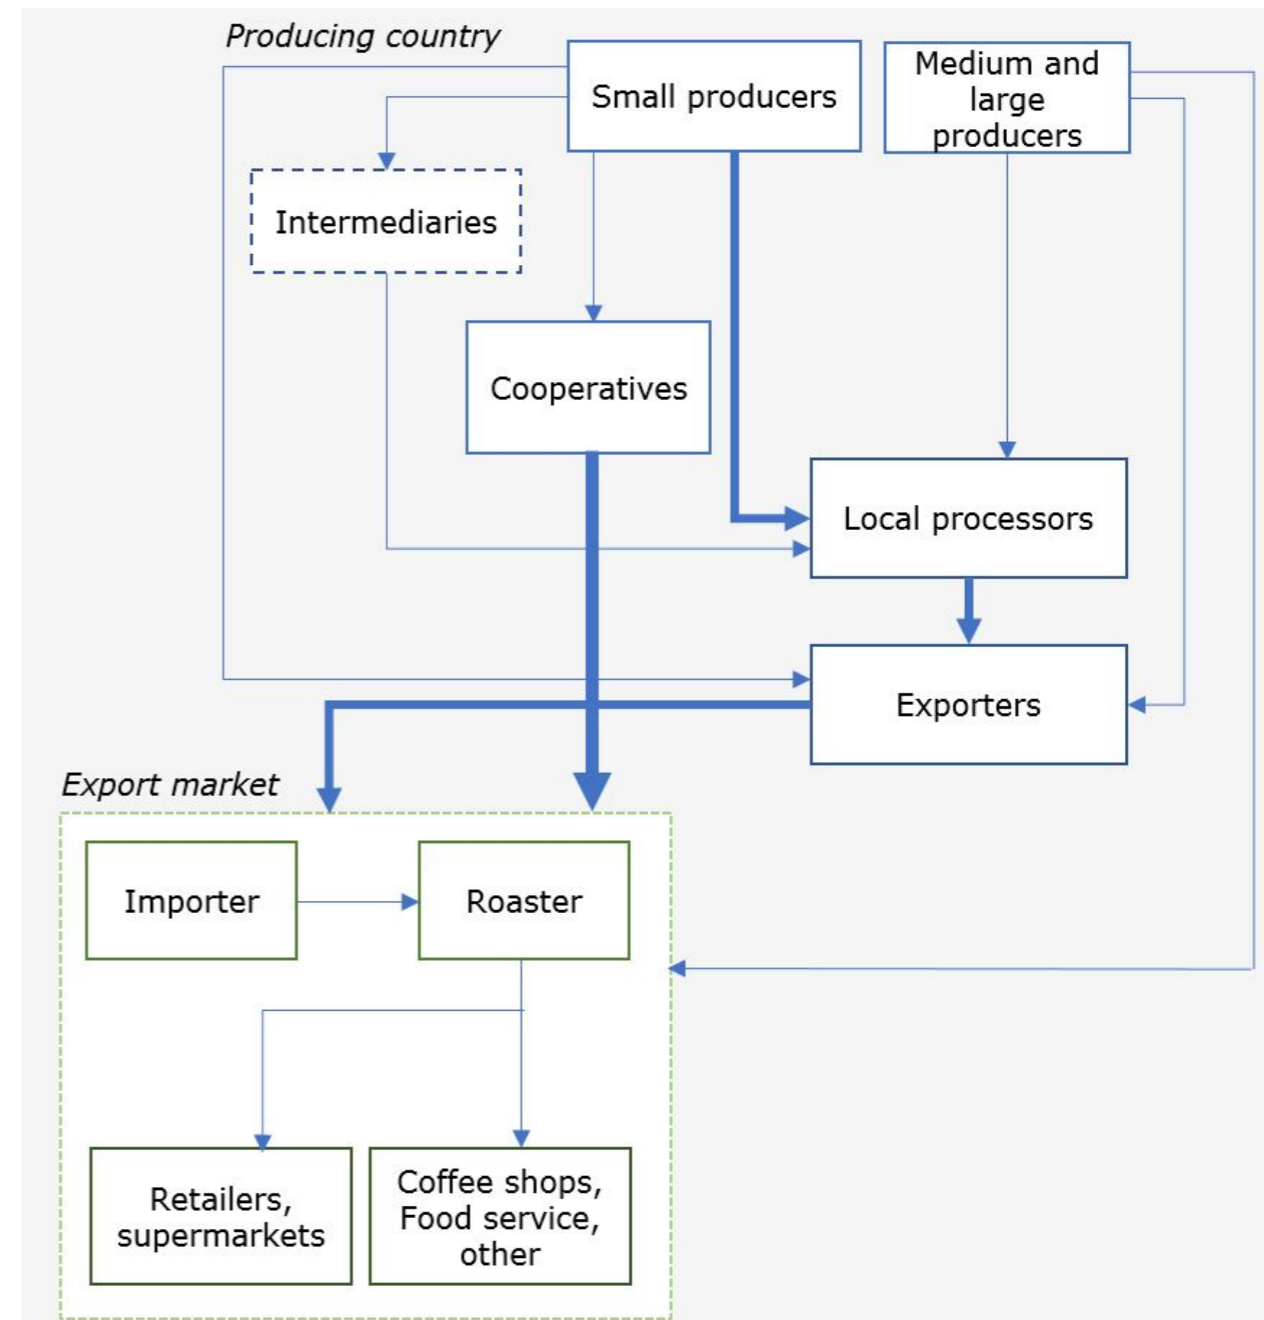 Producing country
Small producers
Medium and
large
producers
Intermediaries
Cooperatives
Local processors
Exporters
Export market
Importer
Roaster
Retailers,
supermarkets
Coffee shops,
Food service,
other